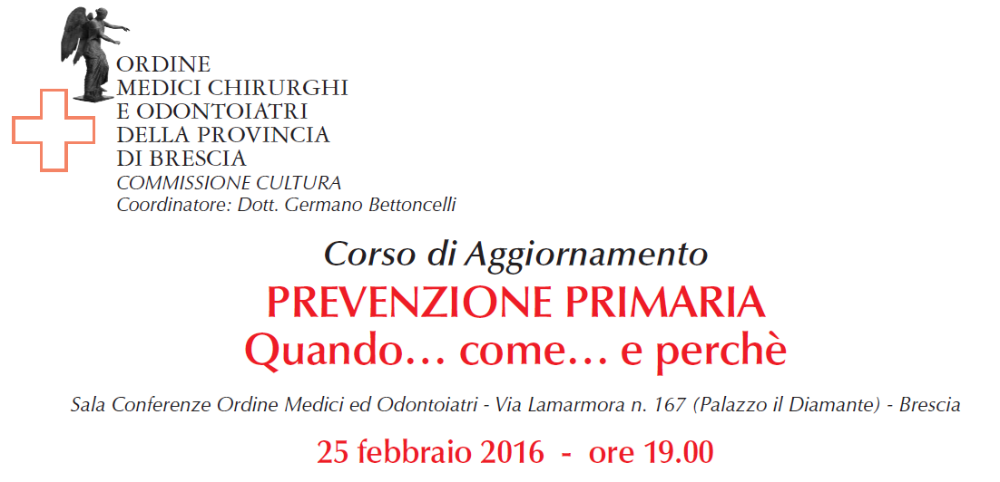 ORDINE
MEDICI CHIRURGHI
E ODONTOIATRI
DELLA PROVINCIA
DI BRESCIA
COMMISSIONE CULTURA
Coordinatore: Dott. Germano Bettoncelli
Corso di Aggiornamento
PREVENZIONE PRIMARIA
Quando… come… e perchè
Sala Conferenze Ordine Medici ed Odontoiatri - Via Lamarmora n. 167 (Palazzo il Diamante) - Brescia
25 febbraio 2016 - ore 19.00